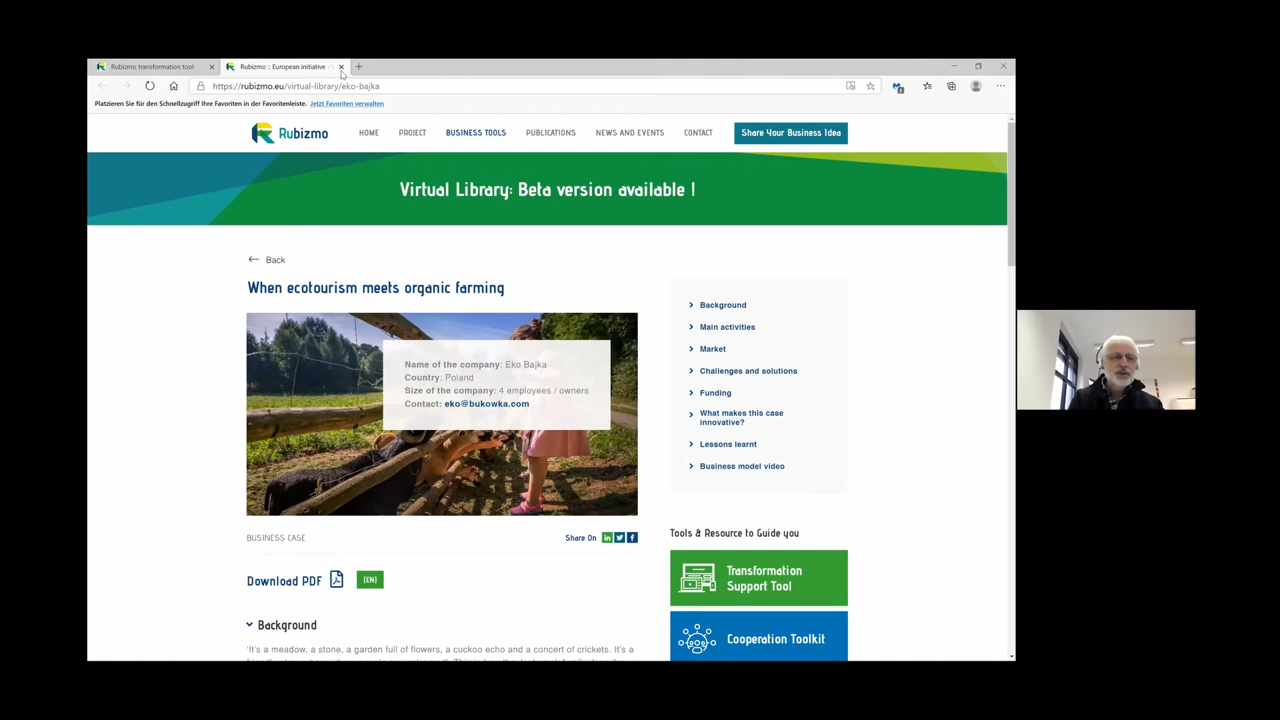 Rubizmo transformation tool
Rubizmo :: European initiative -
https://rubizmo.eu/virtual-library/eko-bajka
Platzieren Sie für den Schnellzugriff Ihre Favoriten in der Favoritenleiste. Jetzt Favoriten verwalten
Rubizmo
HOME
PROJECT
BUSINESS TOOLS
PUBLICATIONS
NEWS AND EVENTS
CONTACT
Share Your Business Idea
Virtual Library: Beta version available !
Back
When ecotourism meets organic farming
Name of the company: Eko Bajka
Country: Poland
Size of the company: 4 employees / owners
Contact: eko@bukowka.com
BUSINESS CASE
Share On
in
f
Download PDF
[EN]
Background
'It's a meadow, a stone, a garden full of flowers, a cuckoo echo and a concert of crickets. It's a
Background
Main activities
Market
Challenges and solutions
Funding
What makes this case
innovative?
Lessons learnt
Business model video
Tools & Resource to Guide you
Transformation
Support Tool
Cooperation Toolkit